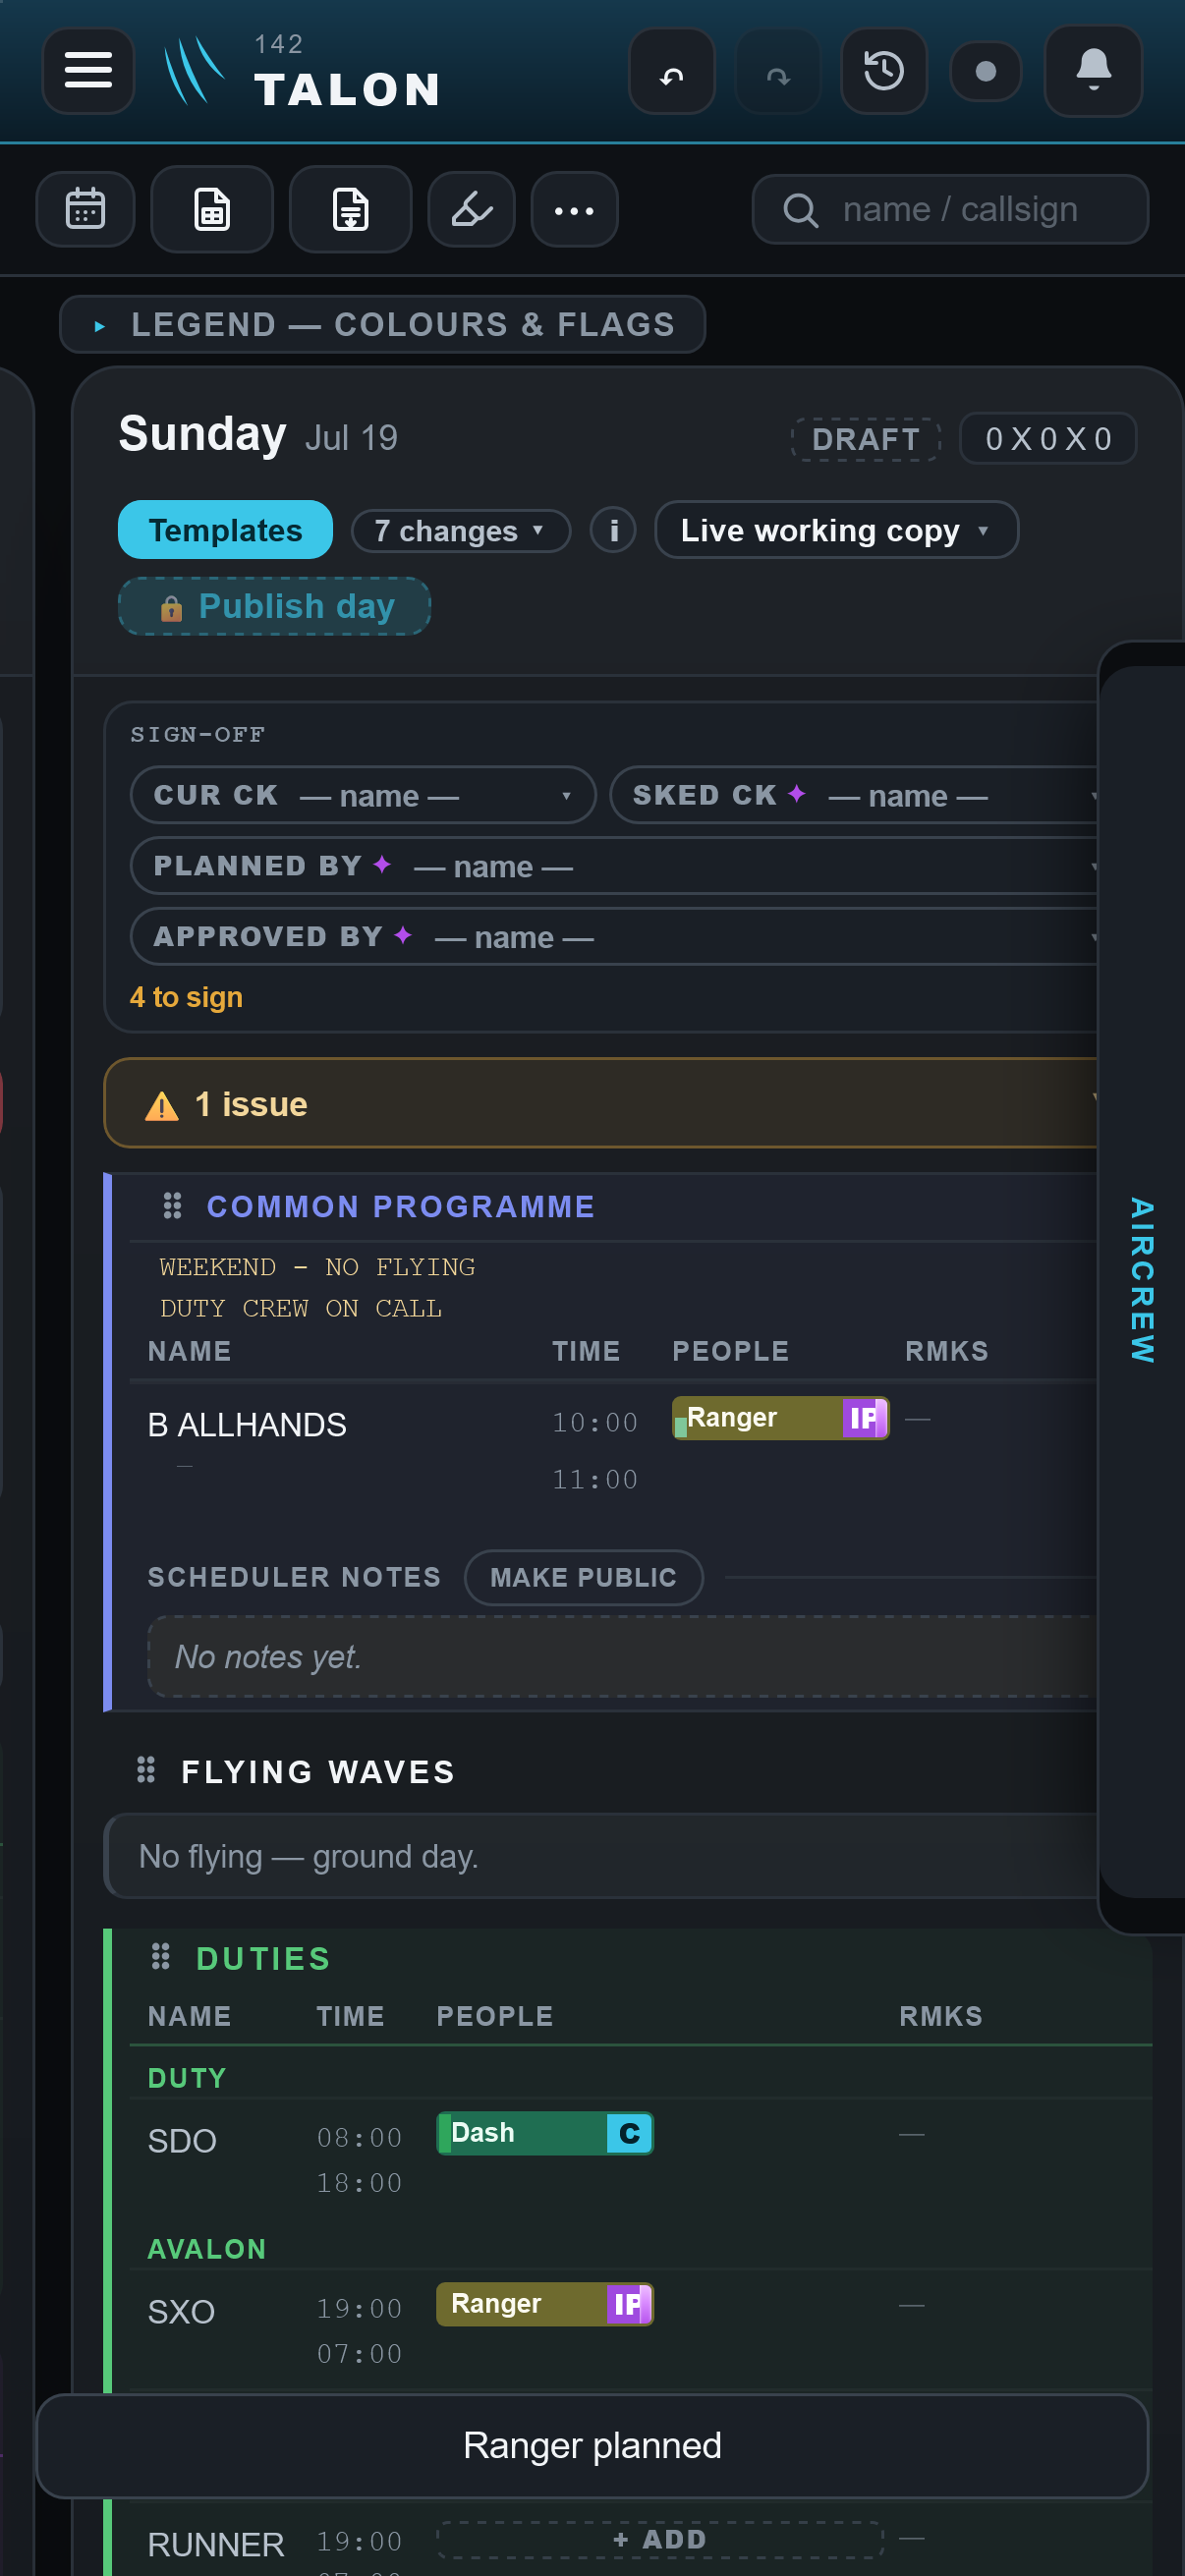 142
TALON
name / callsign
LEGEND — COLOURS & FLAGS
Sunday Jul 19 DRAFT 0 X 0 X 0
Templates 7 changes ▾ i Live working copy ▾
Publish day
SIGN-OFF
CUR CK — name — SKED CK ✦ — name —
PLANNED BY ✦ — name —
APPROVED BY ✦ — name —
4 to sign
1 issue
COMMON PROGRAMME
WEEKEND - NO FLYING
DUTY CREW ON CALL
NAME TIME PEOPLE RMKS
B ALLHANDS 10:00 Ranger IP —
— 11:00
SCHEDULER NOTES MAKE PUBLIC
No notes yet.
FLYING WAVES
No flying — ground day.
AIRCREW
DUTIES
NAME TIME PEOPLE RMKS
DUTY
SDO 08:00 Dash C —
18:00
AVALON
SXO 19:00 Ranger IP —
07:00
Ranger planned
RUNNER 19:00 + ADD —